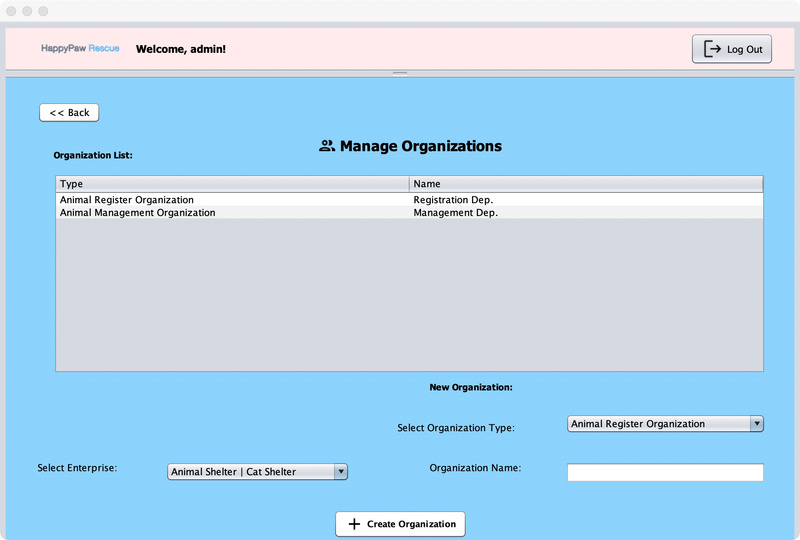 HappyPaw Rescue Welcome, admin! Log Out
<< Back
Manage Organizations
Organization List:
Type Name
Animal Register Organization Registration Dep.
Animal Management Organization Management Dep.
New Organization:
Select Organization Type: Animal Register Organization
Select Enterprise: Animal Shelter | Cat Shelter Organization Name:
Create Organization